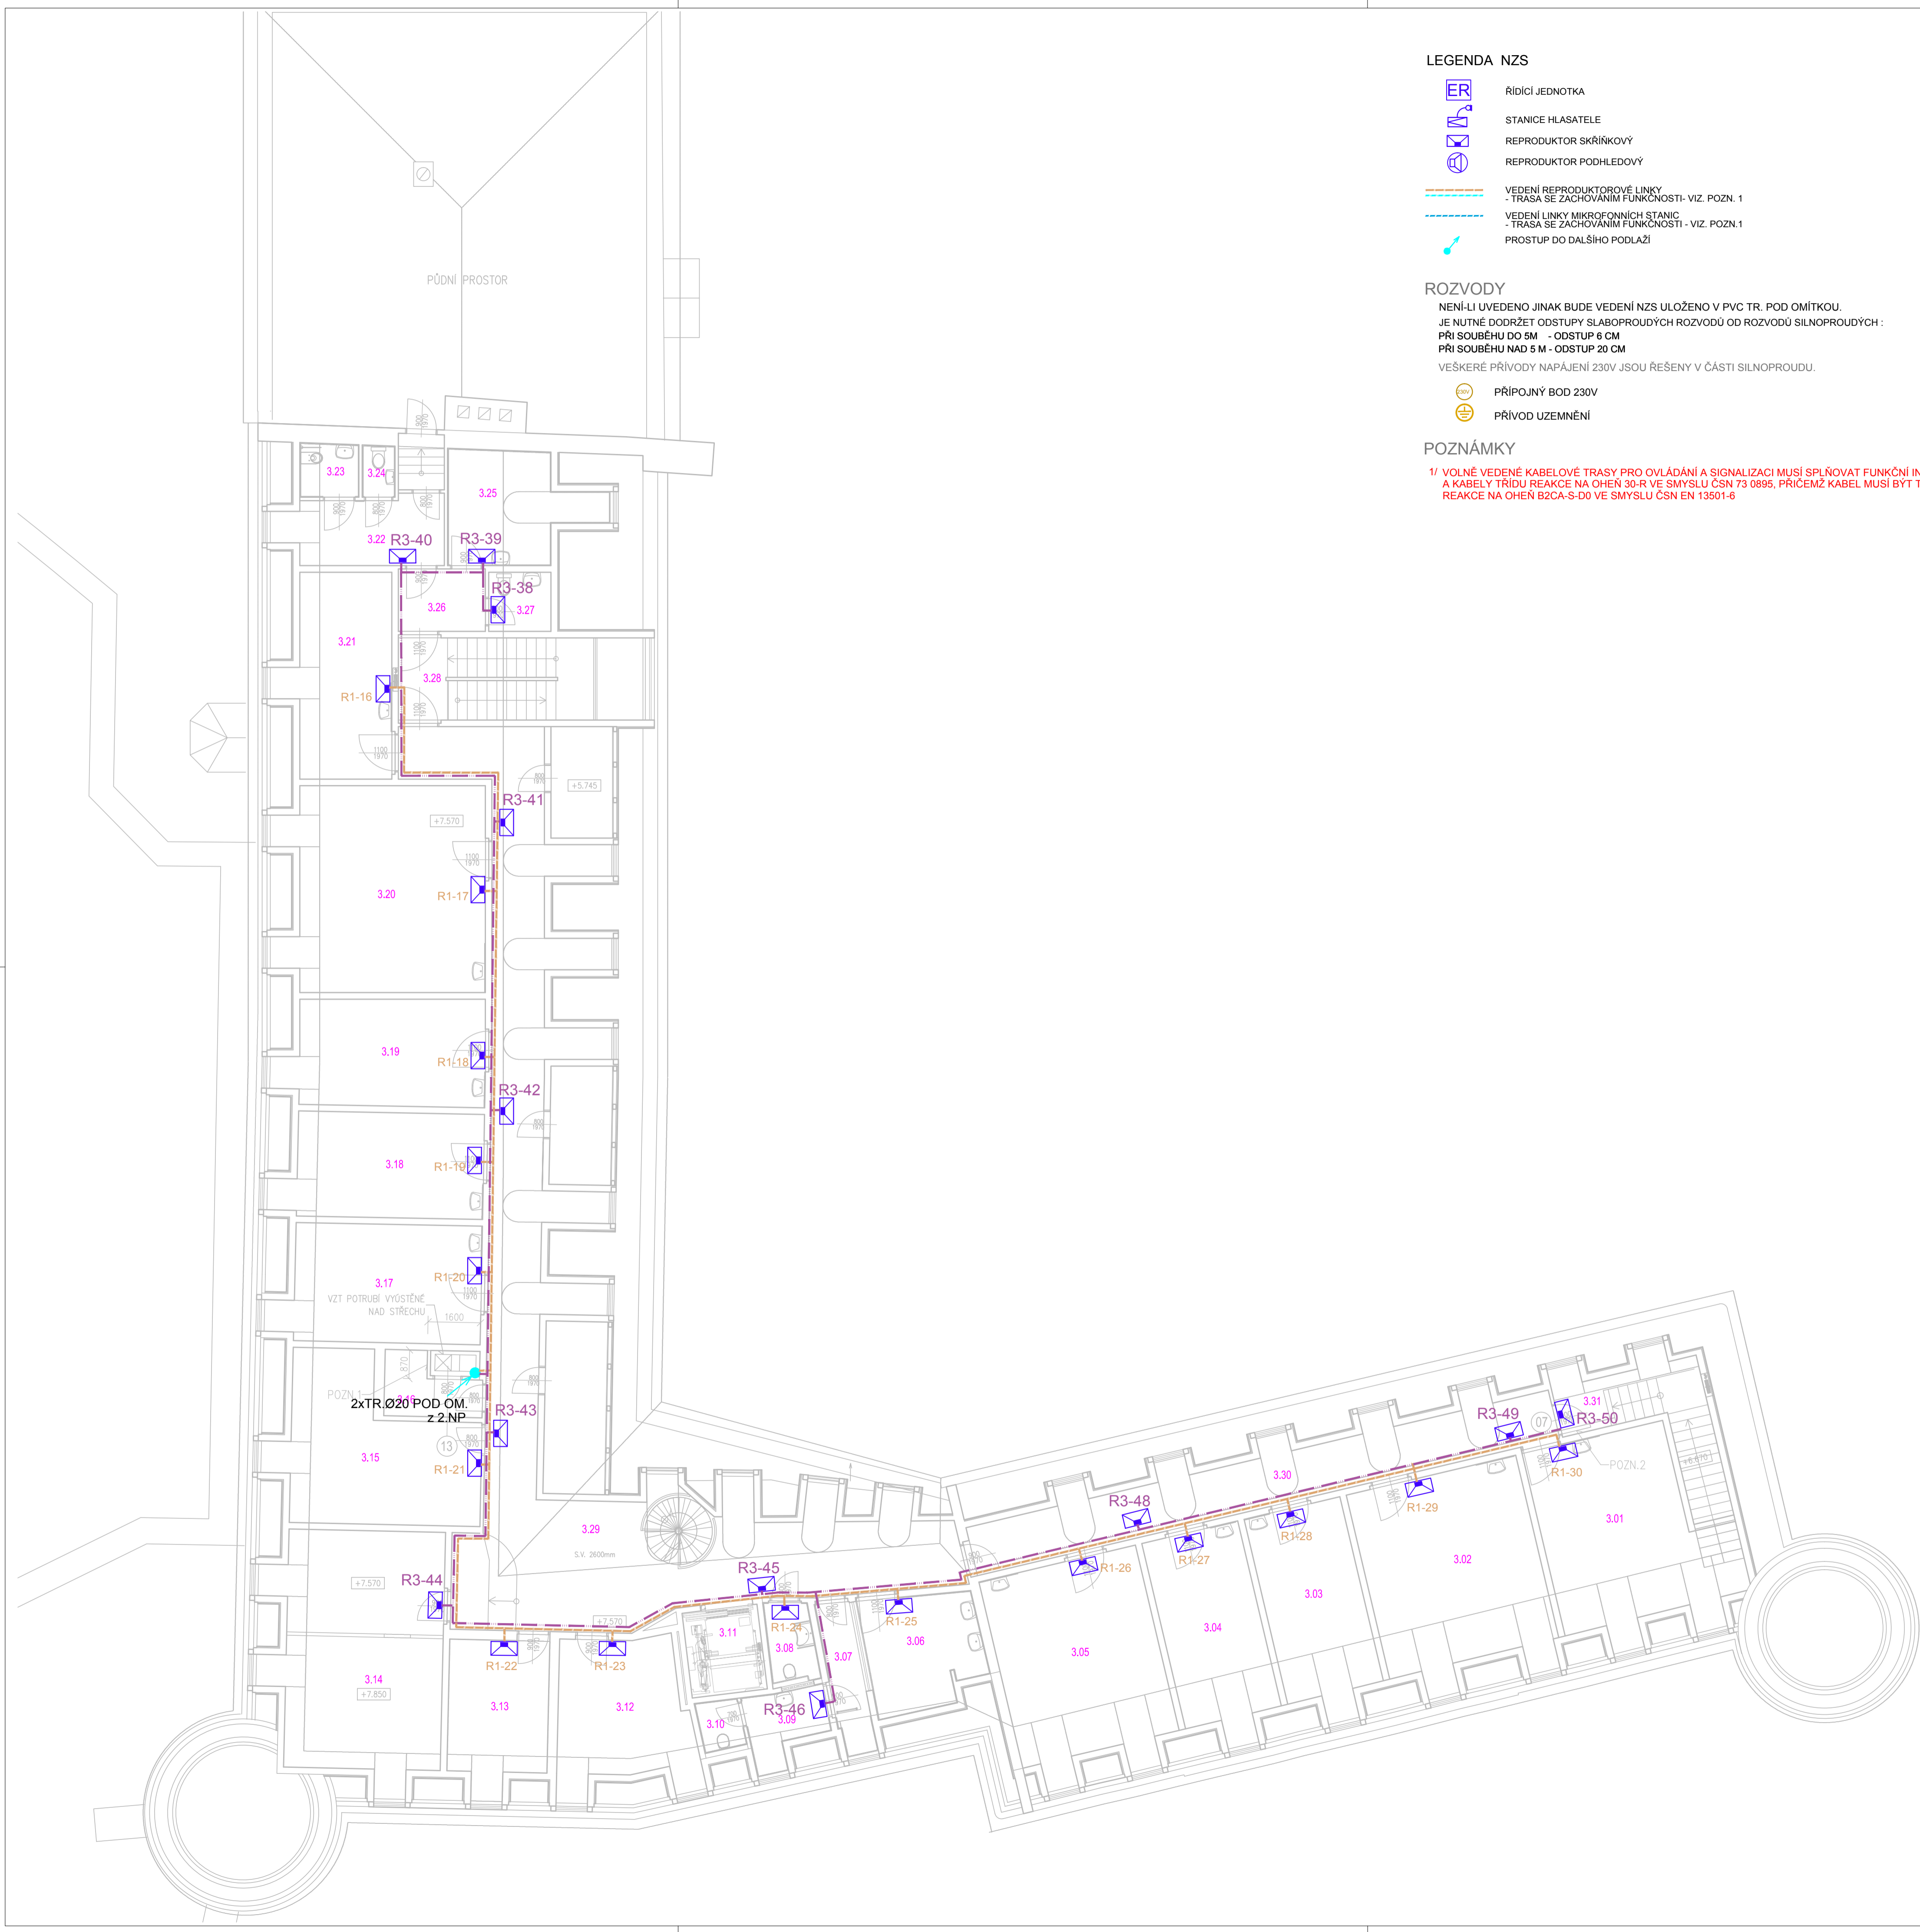 LEGENDA NZS
ER
ŘÍDÍCÍ JEDNOTKA
STANICE HLASATELE
REPRODUKTOR SKŘÍŇKOVÝ
REPRODUKTOR PODHLEDOVÝ
VEDENÍ REPRODUKTOROVÉ LINKY
- TRASA SE ZACHOVÁNÍM FUNKČNOSTI- VIZ. POZN. 1
VEDENÍ LINKY MIKROFONNÍCH STANIC
- TRASA SE ZACHOVÁNÍM FUNKČNOSTI - VIZ. POZN.1
PROSTUP DO DALŠÍHO PODLAŽÍ
ROZVODY
NENÍ-LI UVEDENO JINAK BUDE VEDENÍ NZS ULOŽENO V PVC TR. POD OMÍTKOU.
JE NUTNÉ DODRŽET ODSTUPY SLABOPROUDÝCH ROZVODŮ OD ROZVODŮ SILNOPROUDÝCH :
PŘI SOUBĚHU DO 5M - ODSTUP 6 CM
PŘI SOUBĚHU NAD 5 M - ODSTUP 20 CM
VEŠKERÉ PŘÍVODY NAPÁJENÍ 230V JSOU ŘEŠENY V ČÁSTI SILNOPROUDU.
230V
PŘÍPOJNÝ BOD 230V
PŘÍVOD UZEMNĚNÍ
POZNÁMKY
1/ VOLNĚ VEDENÉ KABELOVÉ TRASY PRO OVLÁDÁNÍ A SIGNALIZACI MUSÍ SPLŇOVAT FUNKČNÍ
A KABELY TŘÍDU REAKCE NA OHEŇ 30-R VE SMYSLU ČSN 73 0895, PŘIČEMŽ KABEL MUSÍ BÝT
REAKCE NA OHEŇ B2CA-S-D0 VE SMYSLU ČSN EN 13501-6
PŮDNÍ PROSTOR
3.23
3.24
3.25
3.22
R3-40
R3-39
R3-38
3.26
3.27
3.21
3.28
R1-16
1100
1970
+5.745
R3-41
+7.570
1100
1970
3.20
R1-17
3.19
R1-18
R3-42
3.18
R1-19
R1-20
3.17
VZT POTRUBÍ VYÚSTĚNÉ
NAD STŘECHU
1600
870
POZN.1
3.16
2xTR.Ø20 POD OM.
z 2.NP
R3-43
13
3.15
R1-21
3.29
S.V. 2600mm
+7.570
R3-44
R3-45
+7.570
R1-22
R1-23
3.11
R1-24
3.08
3.07
R1-25
3.06
3.14
+7.850
3.13
3.12
3.10
3.09
R3-46
R3-48
3.30
R3-49
07
R3-50
3.31
+6.670
POZN.2
R1-30
R1-29
R1-28
R1-27
R1-26
3.05
3.04
3.03
3.02
3.01